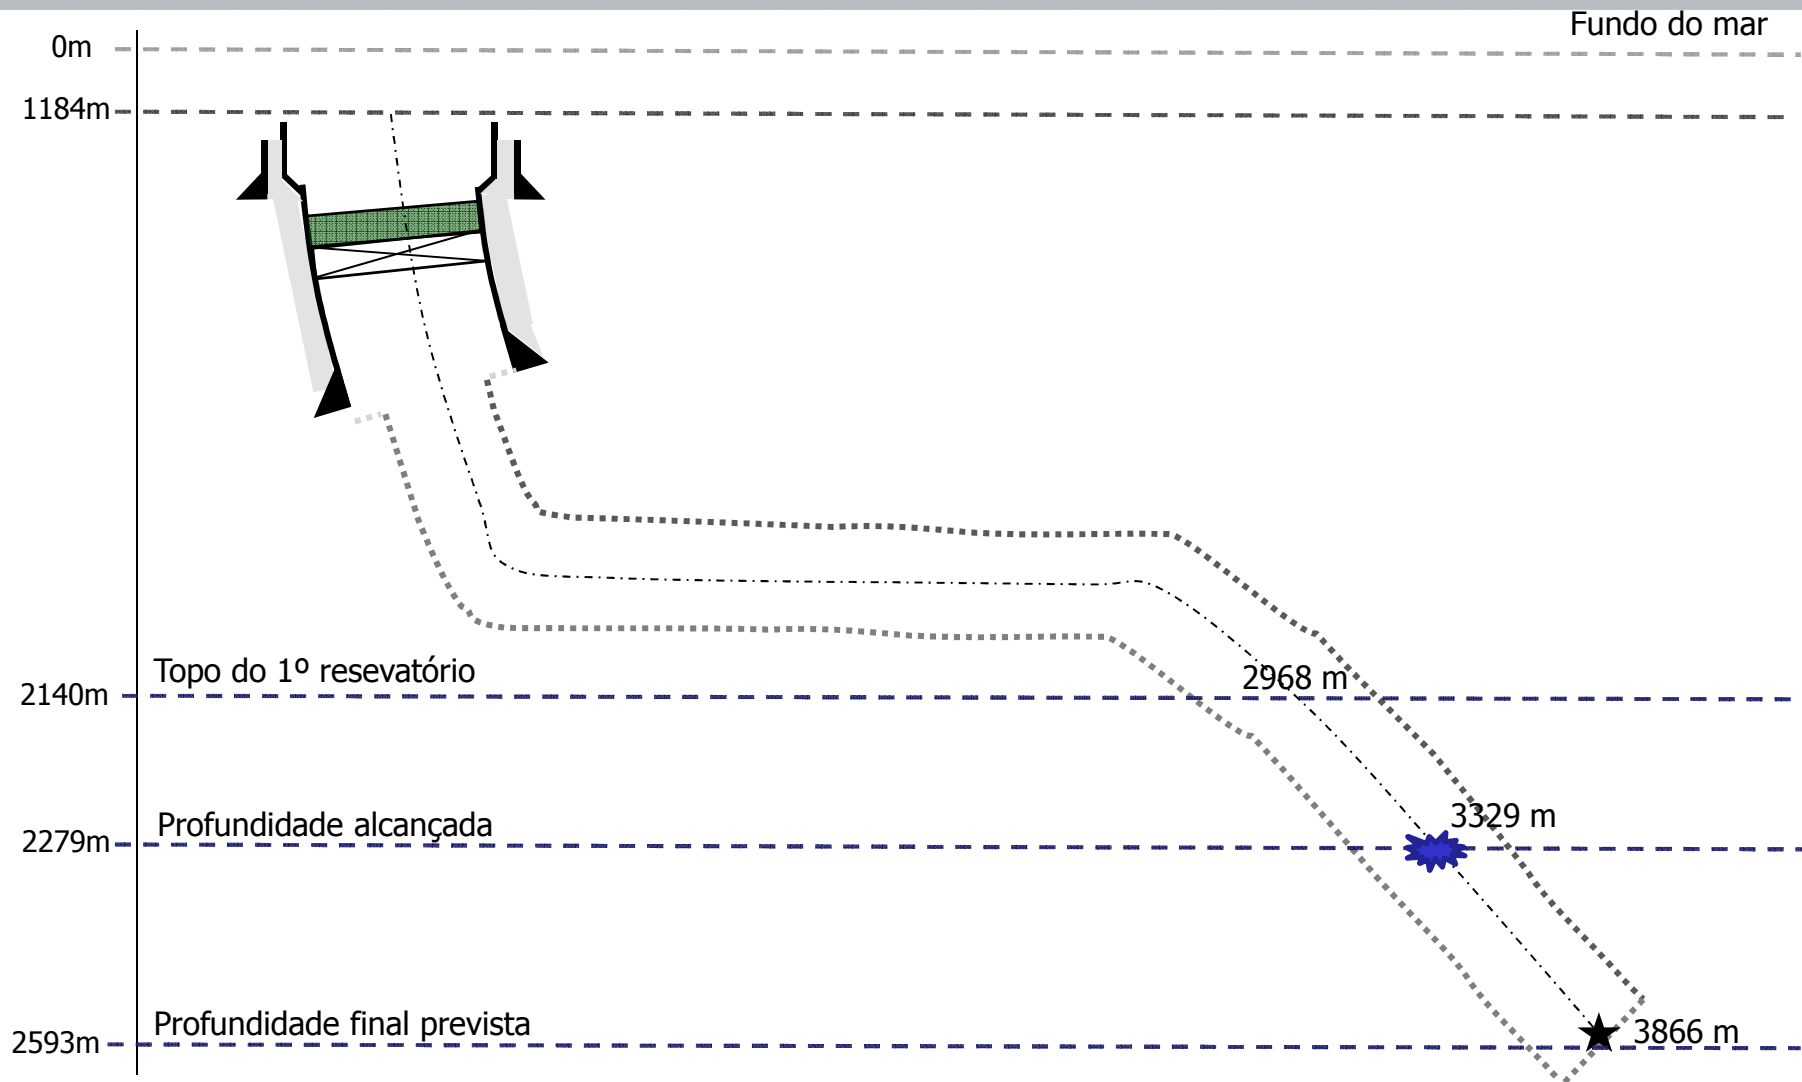 Fundo do mar
0m
1184m
Topo do 1º resevatório
2968 m
2140m
Profundidade alcançada
3329 m
2279m
Profundidade final prevista
3866 m
2593m